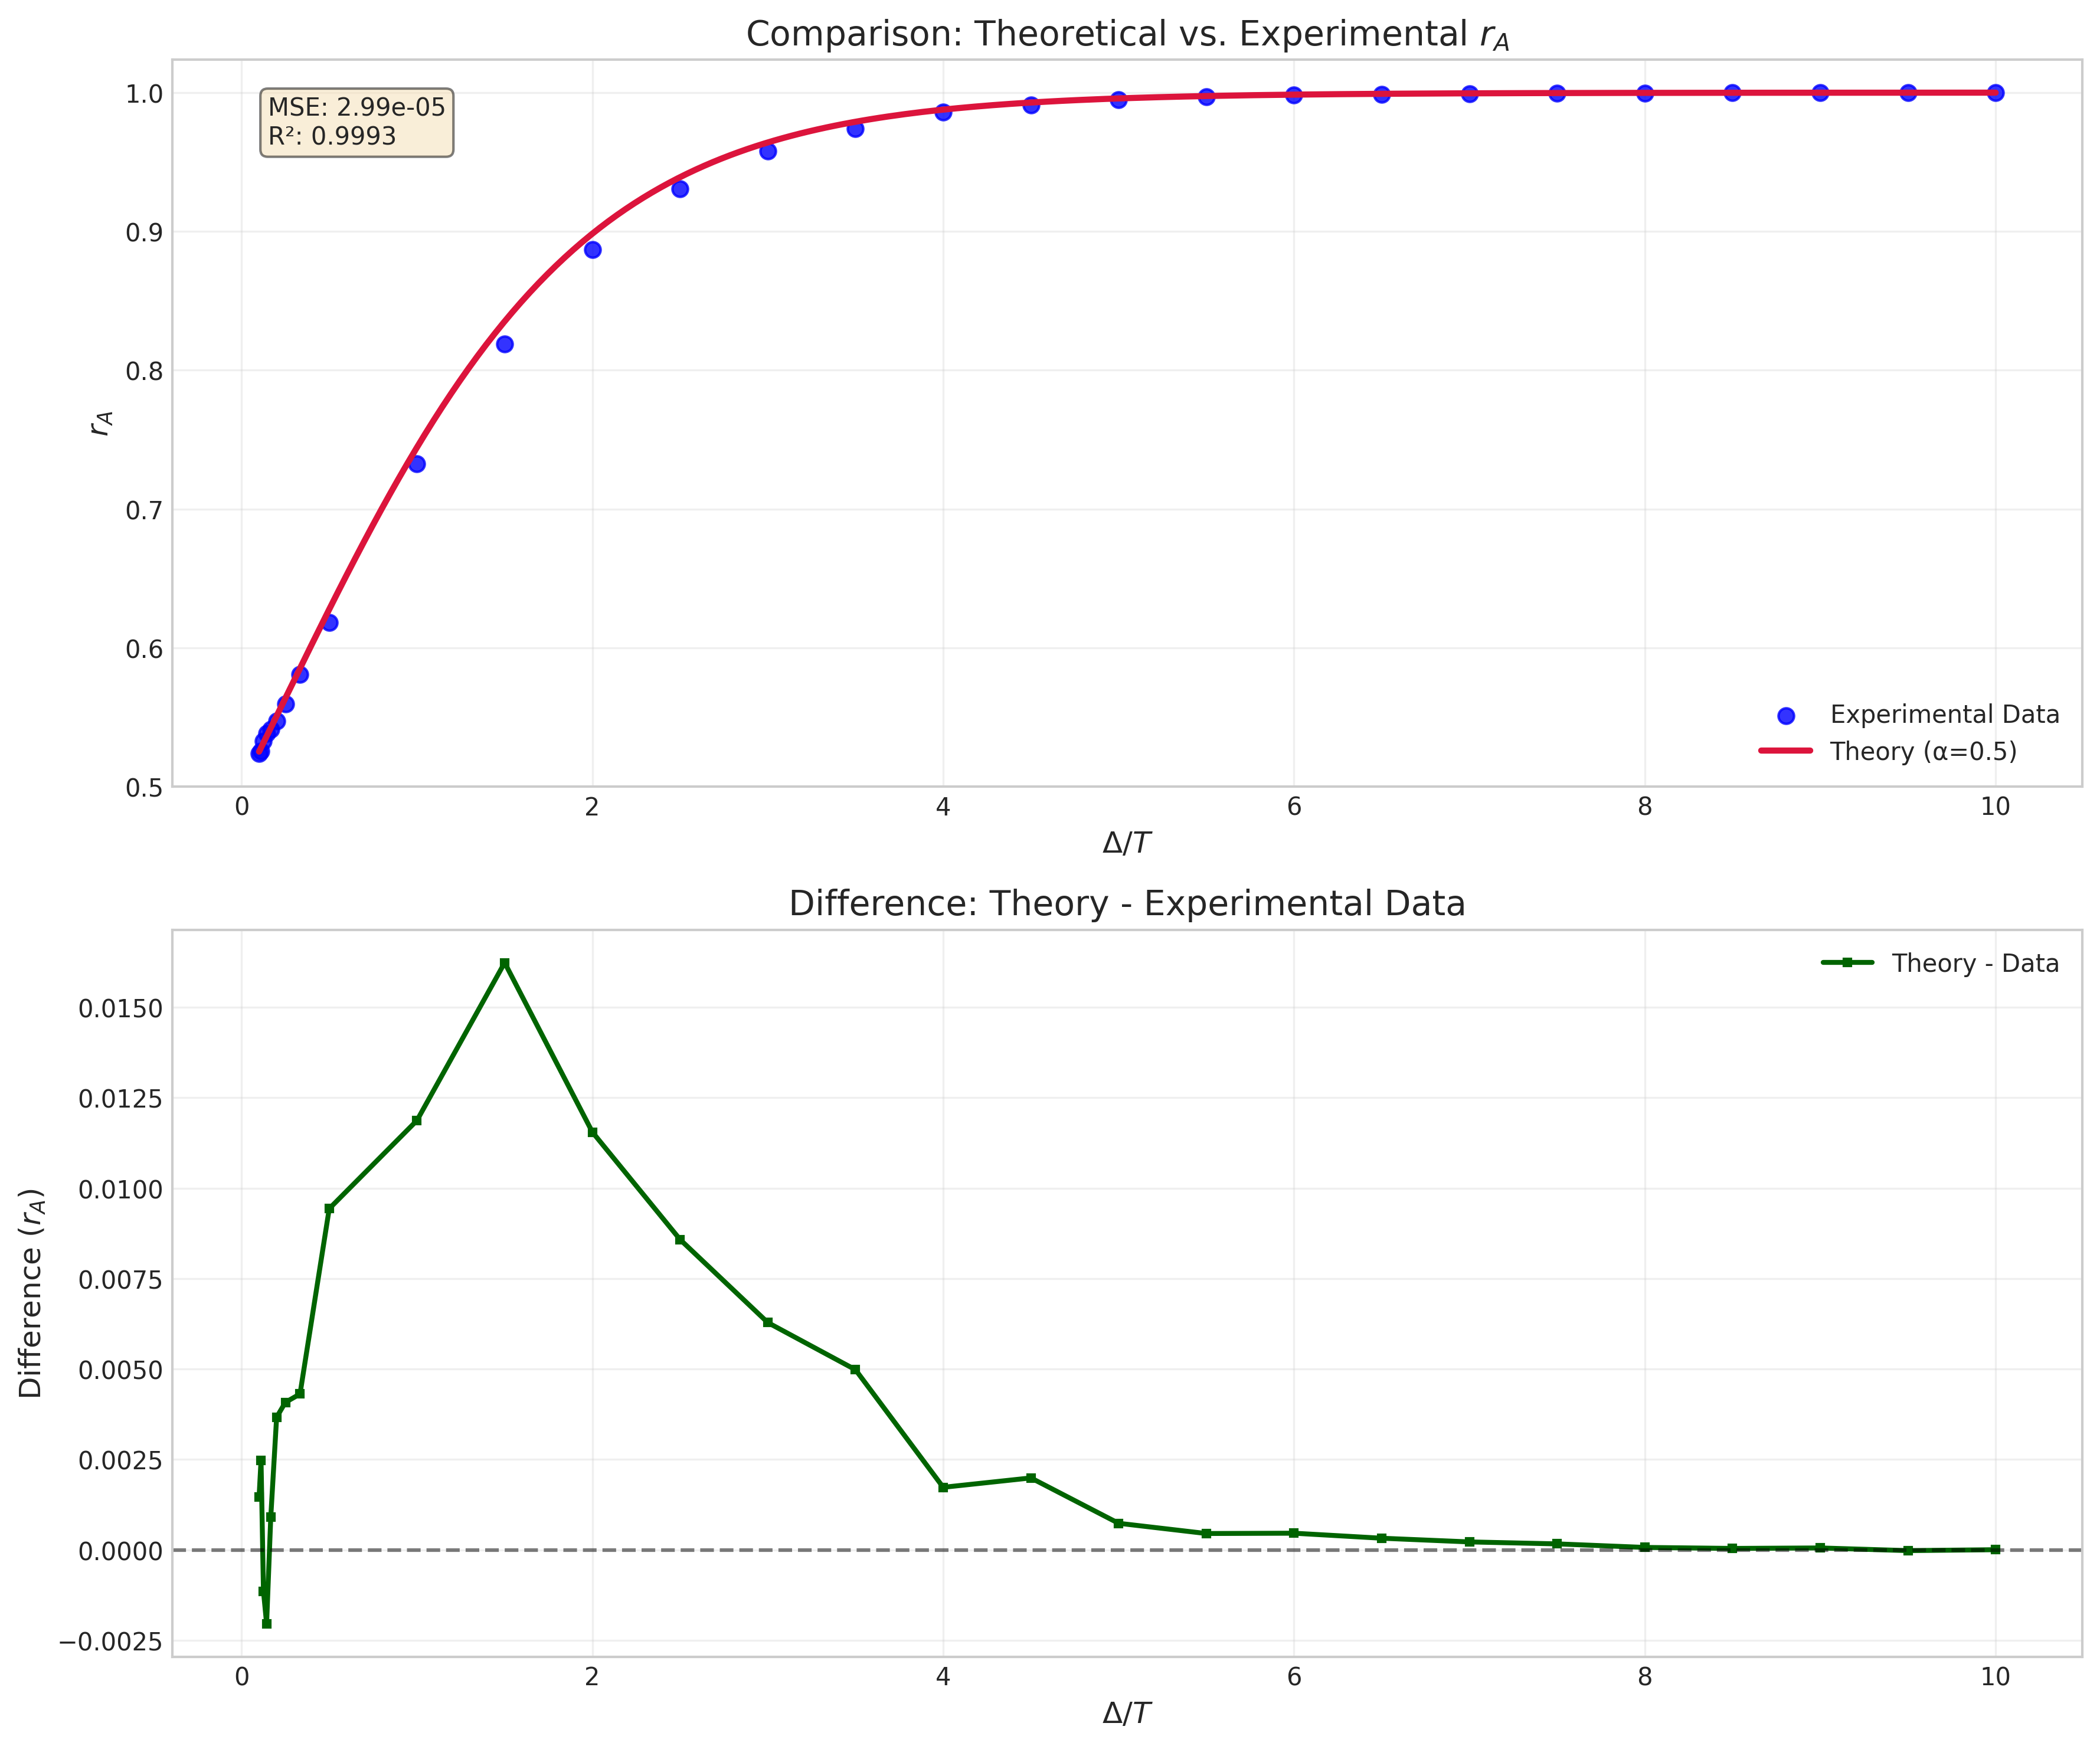 Comparison: Theoretical vs. Experimental r_A
MSE: 2.99e-05
R²: 0.9993
1.0
0.9
0.8
0.7
0.6
0.5
r_A
Experimental Data
Theory (α=0.5)
0 2 4 6 8 10
Δ/T
Difference: Theory - Experimental Data
Theory - Data
0.0150
0.0125
0.0100
0.0075
0.0050
0.0025
0.0000
−0.0025
Difference (r_A)
0 2 4 6 8 10
Δ/T